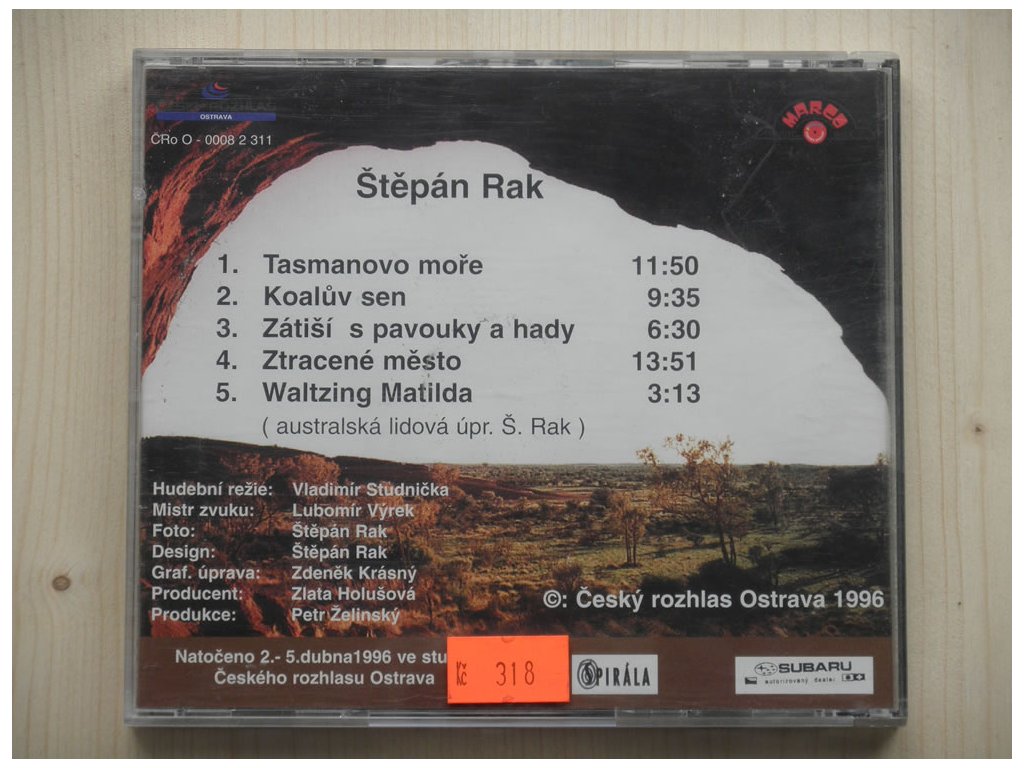 OSTRAVA
ČRo O - 0008 2 311
MARCO
Štěpán Rak
1. Tasmanovo moře 11:50
2. Koalův sen 9:35
3. Zátiší s pavouky a hady 6:30
4. Ztracené město 13:51
5. Waltzing Matilda 3:13
( australská lidová úpr. Š. Rak )
Hudební režie: Vladimír Studnička
Mistr zvuku: Lubomír Výrek
Foto: Štěpán Rak
Design: Štěpán Rak
Graf. úprava: Zdeněk Krásný
Producent: Zlata Holušová
Produkce: Petr Želinský
©: Český rozhlas Ostrava 1996
Natočeno 2.- 5.dubna1996 ve stu
Českého rozhlasu Ostrava
Kč 318
SPIRÁLA
SUBARU
autorizovaný dealer